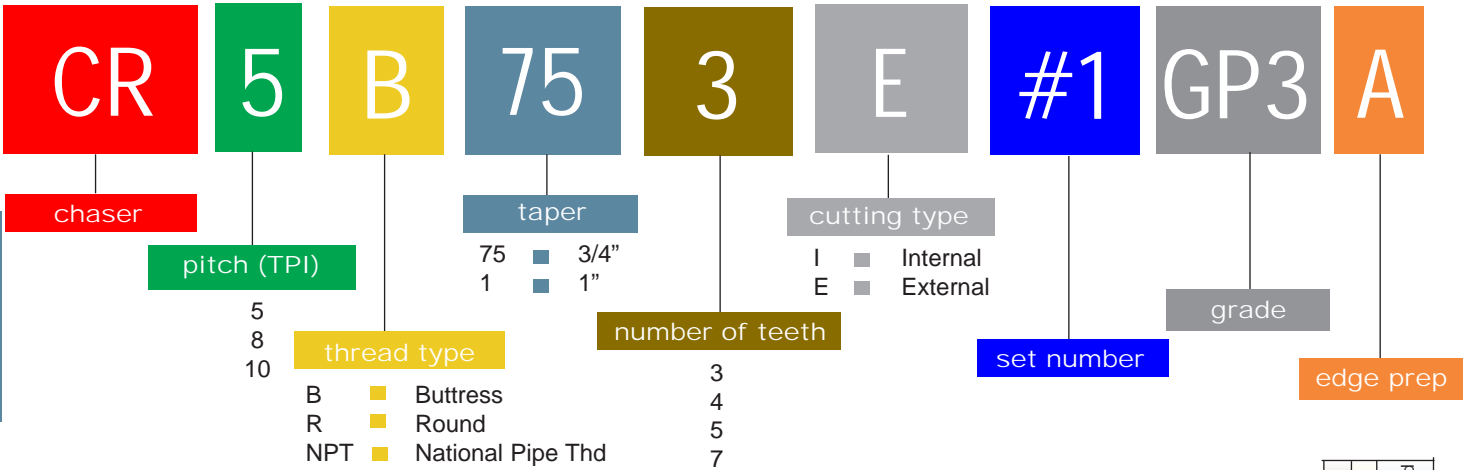 CR 5 B 75 3 E #1 GP3 A
chaser
pitch (TPI)
5
8
10
thread type
B Buttress
R Round
NPT National Pipe Thd
taper
75 3/4”
1 1”
number of teeth
3
4
5
7
cutting type
I Internal
E External
set number
grade
edge prep